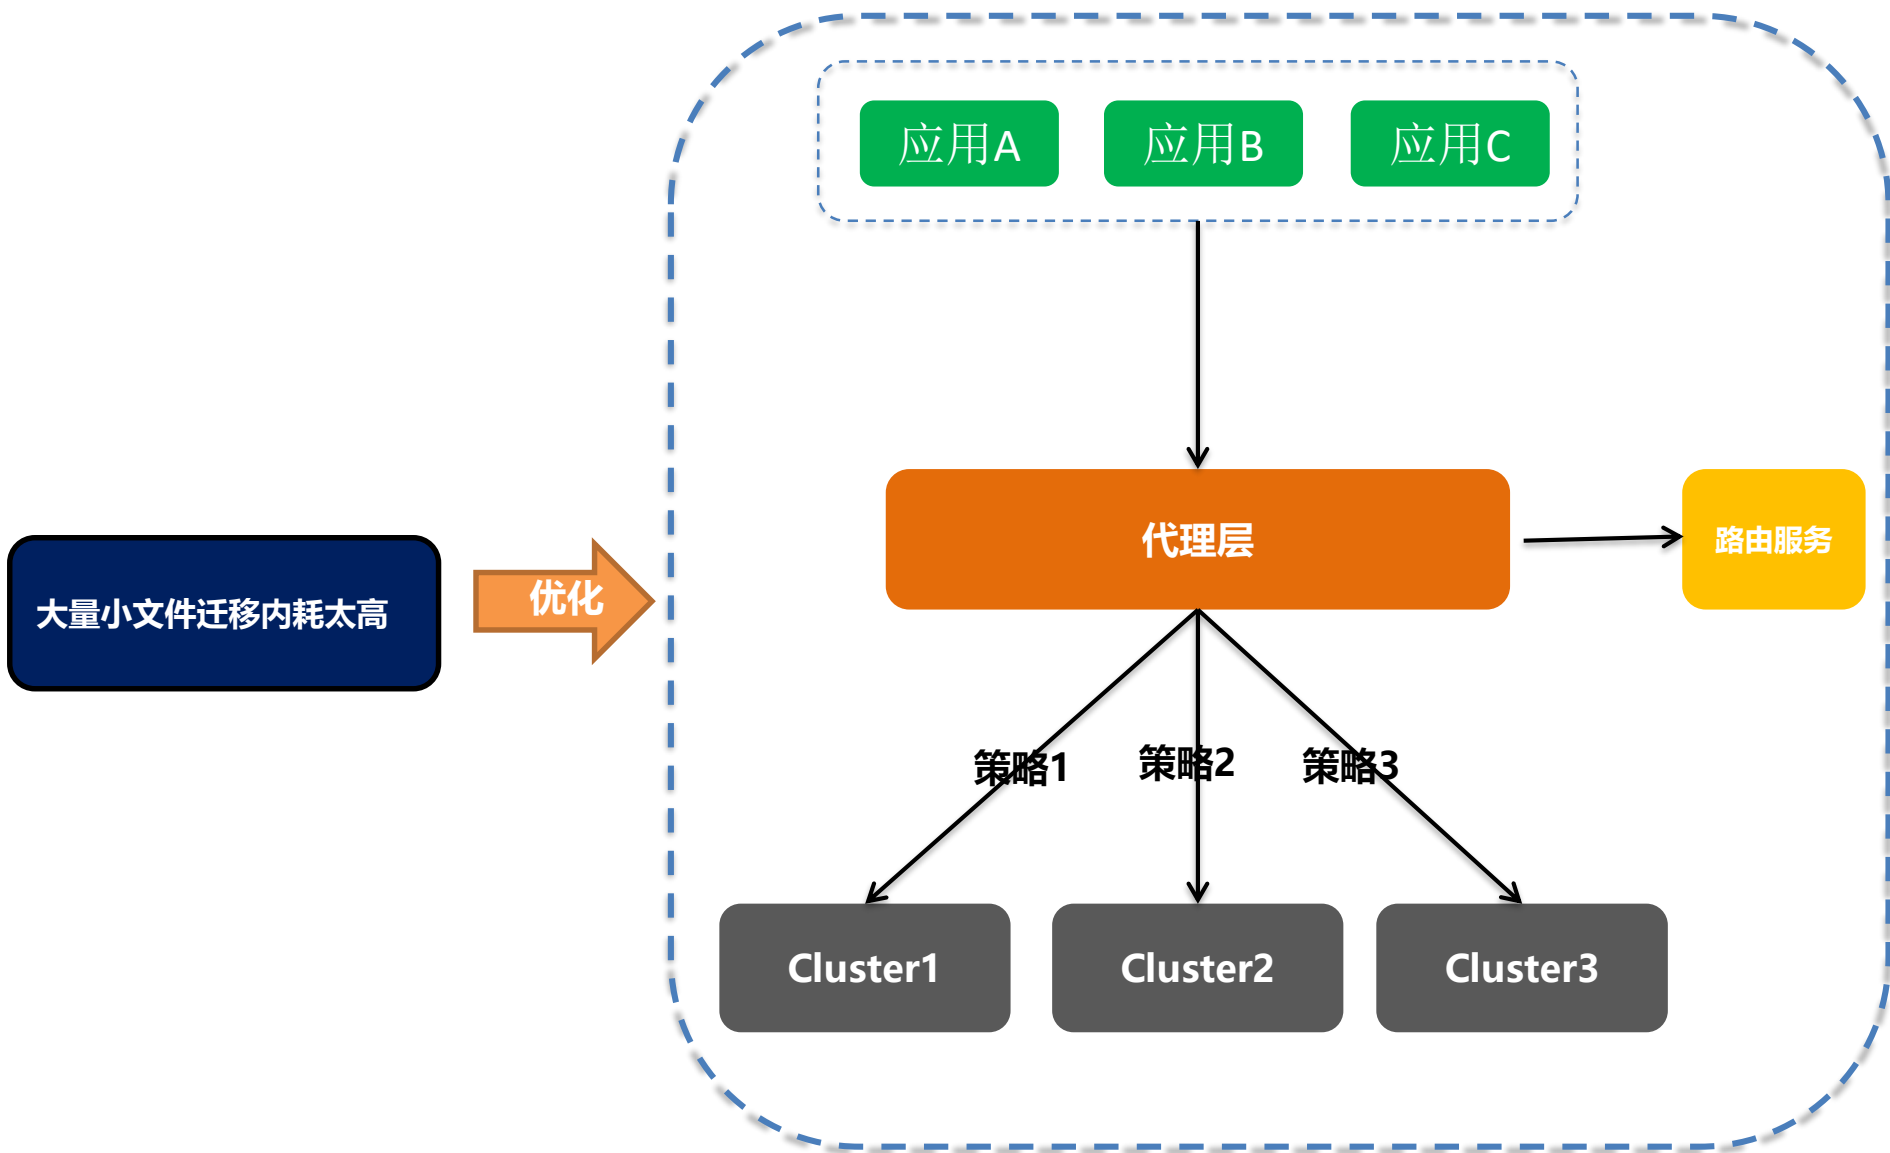 应用A
应用B
应用C
代理层
路由服务
大量小文件迁移内耗太高
优化
策略1
策略2
策略3
Cluster1
Cluster2
Cluster3